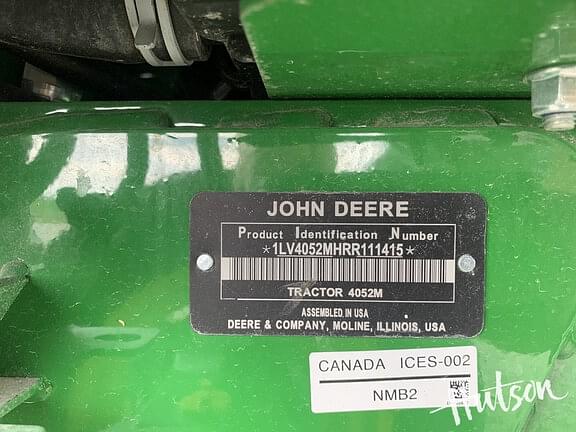 JOHN DEERE
Product Identification Number
*1LV4052MHRR111415*
TRACTOR 4052M
ASSEMBLED IN USA
DEERE & COMPANY, MOLINE, ILLINOIS, USA
CANADA ICES-002
NMB2
Hutson